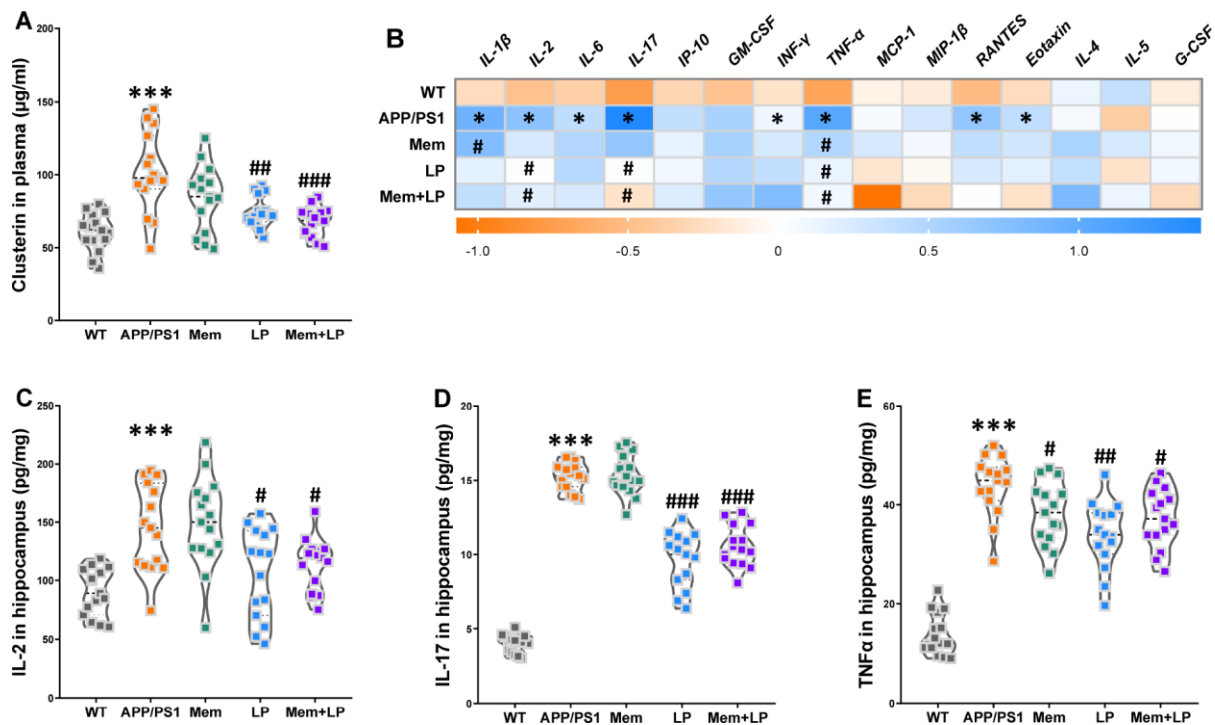 A
Clusterin in plasma (µg/ml)
200
150
100
50
0
***
##
###
WT APP/PS1 Mem LP Mem+LP
B
IL-1β IL-2 IL-6 IL-17 IP-10 GM-CSF INF-γ TNF-α MCP-1 MIP-1β RANTES Eotaxin IL-4 IL-5 G-CSF
WT
APP/PS1 * * * * * * * *
Mem # #
LP # # #
Mem+LP # # #
-1.0 -0.5 0 0.5 1.0
C
IL-2 in hippocampus (pg/mg)
250
200
150
100
50
0
***
#
#
WT APP/PS1 Mem LP Mem+LP
D
IL-17 in hippocampus (pg/mg)
20
15
10
5
0
***
###
###
WT APP/PS1 Mem LP Mem+LP
E
TNFα in hippocampus (pg/mg)
60
40
20
0
***
#
##
#
WT APP/PS1 Mem LP Mem+LP